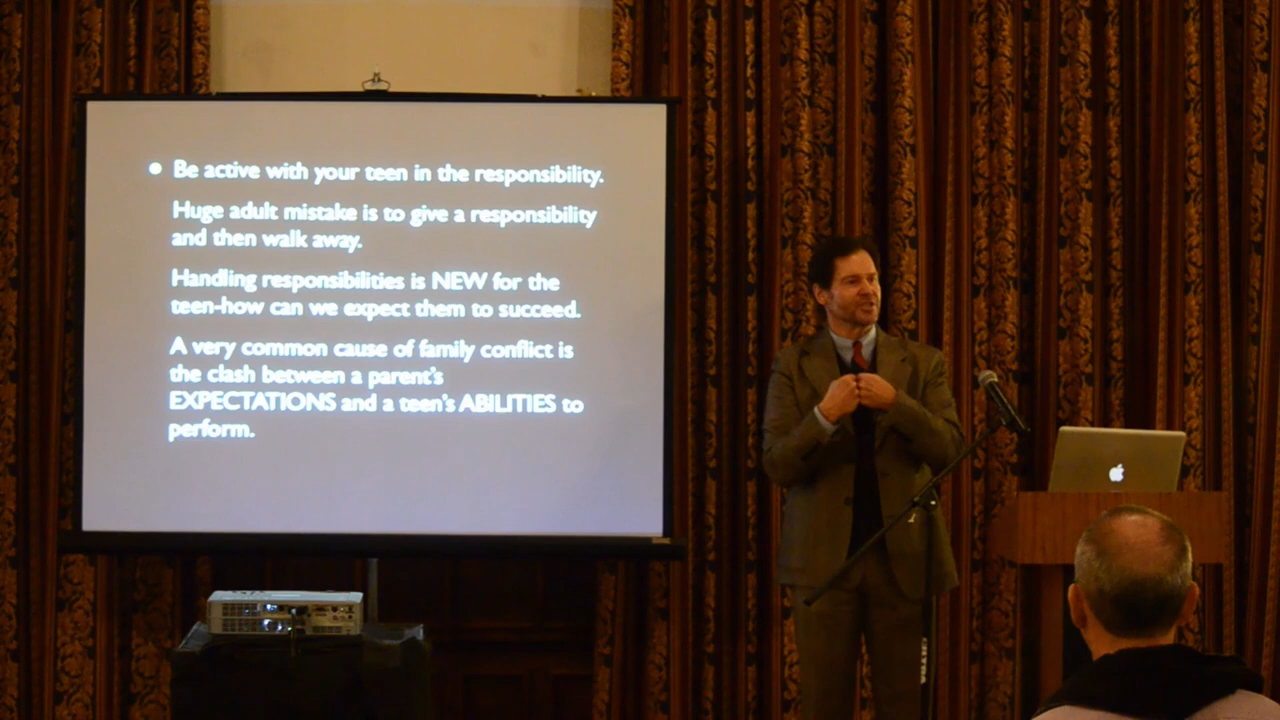 Be active with your teen in the responsibility.
Huge adult mistake is to give a responsibility
and then walk away.
Handling responsibilities is NEW for the
teen-how can we expect them to succeed.
A very common cause of family conflict is
the clash between a parent's
EXPECTATIONS and a teen's ABILITIES to
perform.